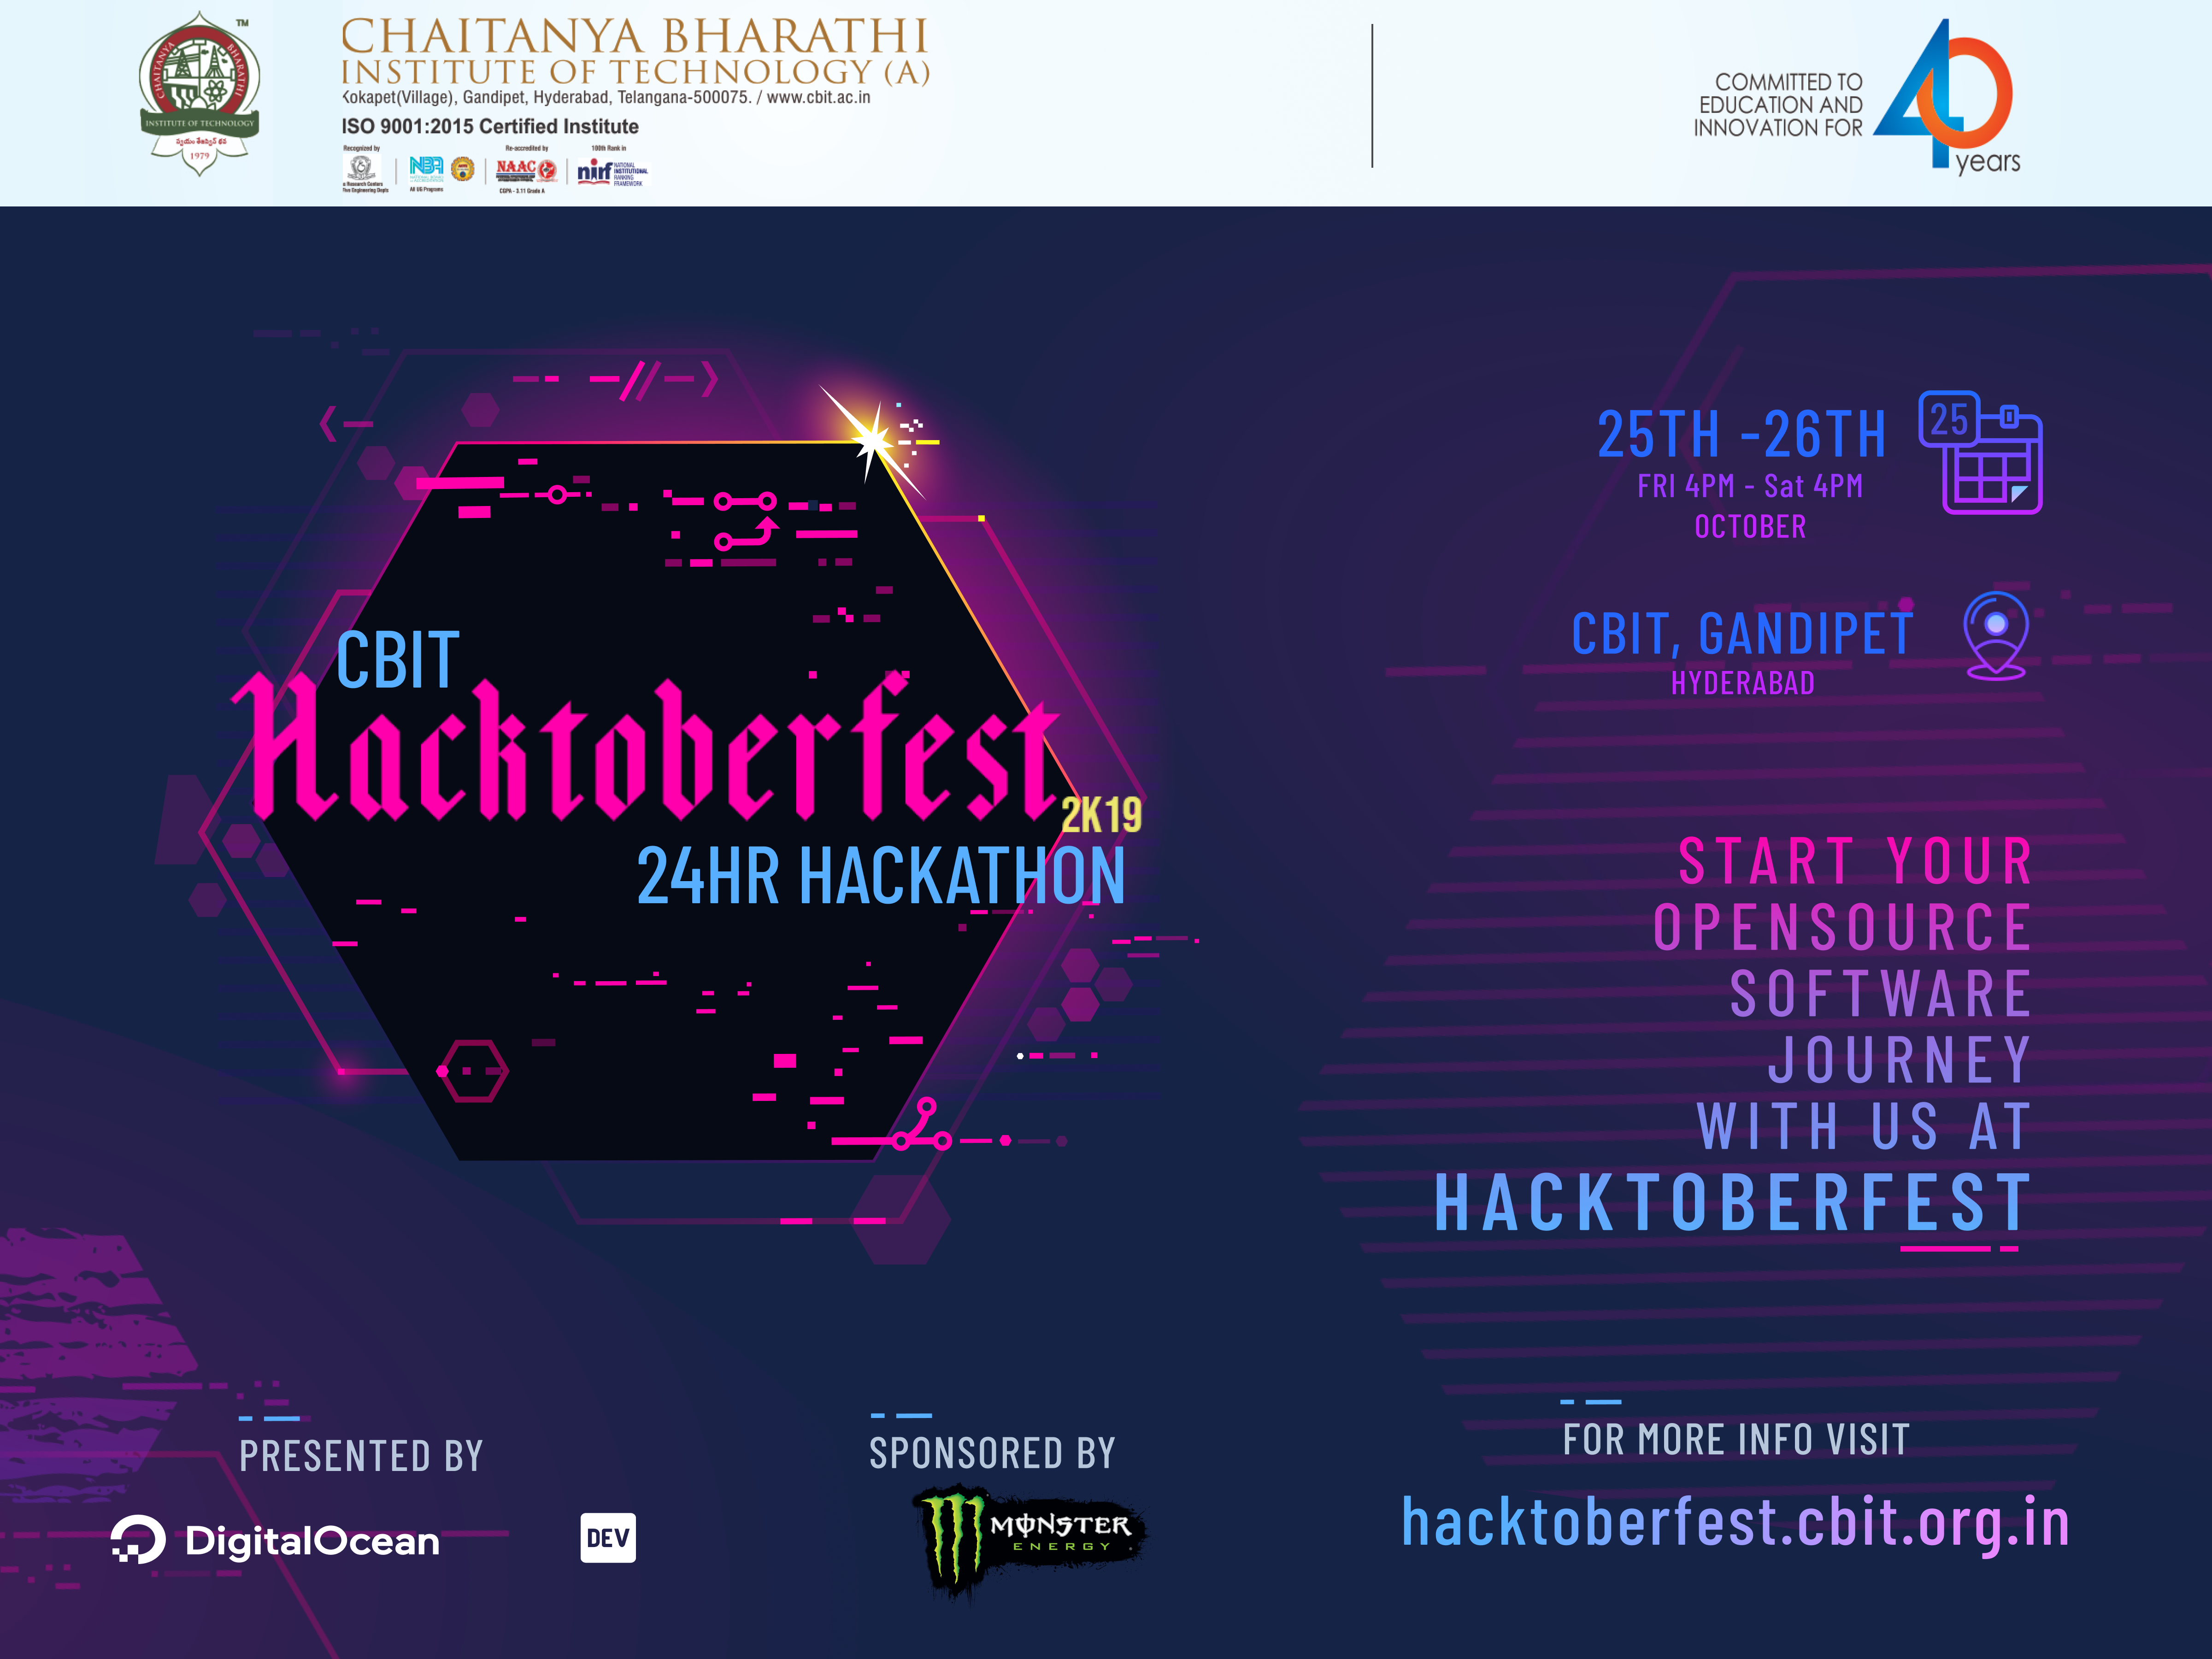 TM
CHAITANYA BHARATHI
INSTITUTE OF TECHNOLOGY
1979
CHAITANYA BHARATHI
INSTITUTE OF TECHNOLOGY (A)
Kokapet(Village), Gandipet, Hyderabad, Telangana-500075. / www.cbit.ac.in
ISO 9001:2015 Certified Institute
Recognized by
Re-accredited by
100th Rank in
NBA
NAAC
nirf NATIONAL INSTITUTIONAL RANKING FRAMEWORK
All UG Programs
CGPA - 3.11 Grade A
COMMITTED TO
EDUCATION AND
INNOVATION FOR
40
years
CBIT
Hacktoberfest
2K19
24HR HACKATHON
25TH -26TH
25
FRI 4PM - Sat 4PM
OCTOBER
CBIT, GANDIPET
HYDERABAD
START YOUR
OPENSOURCE
SOFTWARE
JOURNEY
WITH US AT
HACKTOBERFEST
PRESENTED BY
DigitalOcean
DEV
SPONSORED BY
MONSTER
ENERGY
FOR MORE INFO VISIT
hacktoberfest.cbit.org.in